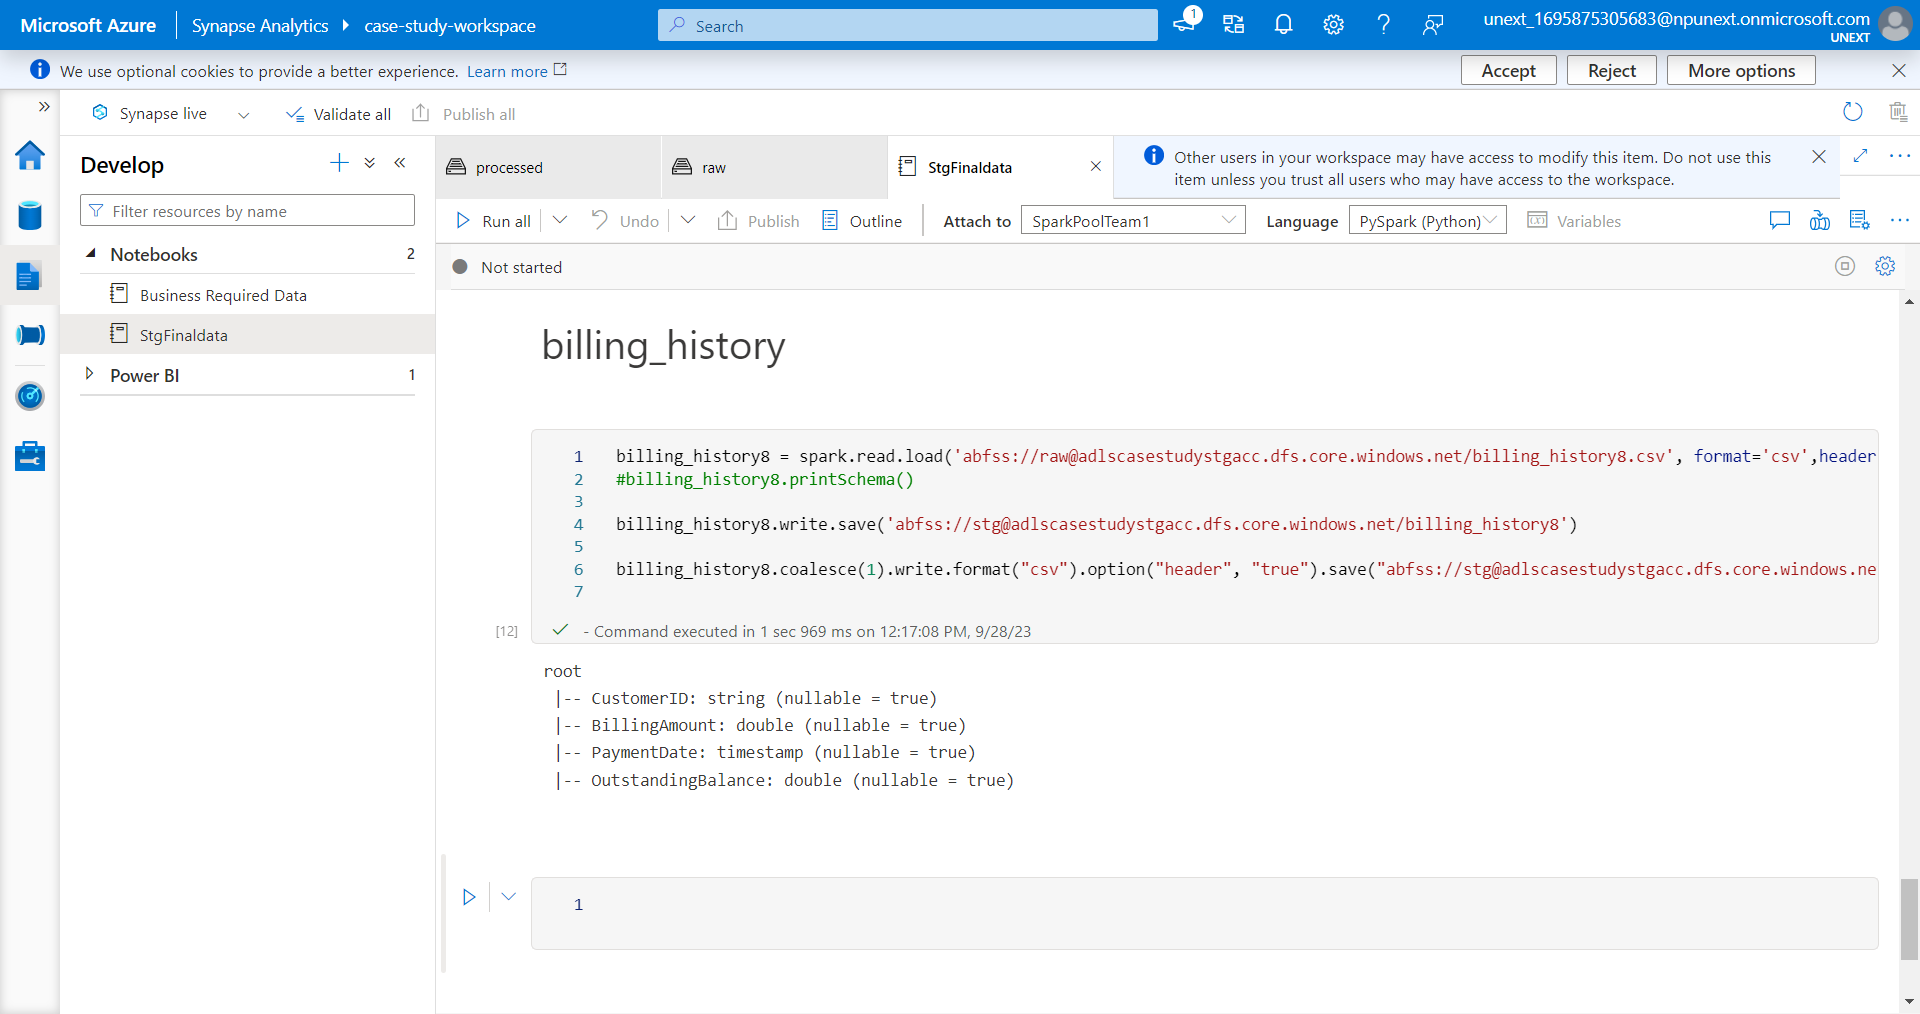 Microsoft Azure
Synapse Analytics
case-study-workspace
Search
1
unext_1695875305683@npunext.onmicrosoft.com
UNEXT
We use optional cookies to provide a better experience. Learn more
Accept
Reject
More options
Synapse live
Validate all
Publish all
Develop
Filter resources by name
Notebooks 2
Business Required Data
StgFinaldata
Power BI 1
processed
raw
StgFinaldata
Other users in your workspace may have access to modify this item. Do not use this
item unless you trust all users who may have access to the workspace.
Run all
Undo
Publish
Outline
Attach to
SparkPoolTeam1
Language
PySpark (Python)
Variables
Not started
billing_history
1 billing_history8 = spark.read.load('abfss://raw@adlscasestudystgacc.dfs.core.windows.net/billing_history8.csv', format='csv',header
2 #billing_history8.printSchema()
3
4 billing_history8.write.save('abfss://stg@adlscasestudystgacc.dfs.core.windows.net/billing_history8')
5
6 billing_history8.coalesce(1).write.format("csv").option("header", "true").save("abfss://stg@adlscasestudystgacc.dfs.core.windows.ne
7
[12]
- Command executed in 1 sec 969 ms on 12:17:08 PM, 9/28/23
root
|-- CustomerID: string (nullable = true)
|-- BillingAmount: double (nullable = true)
|-- PaymentDate: timestamp (nullable = true)
|-- OutstandingBalance: double (nullable = true)
1